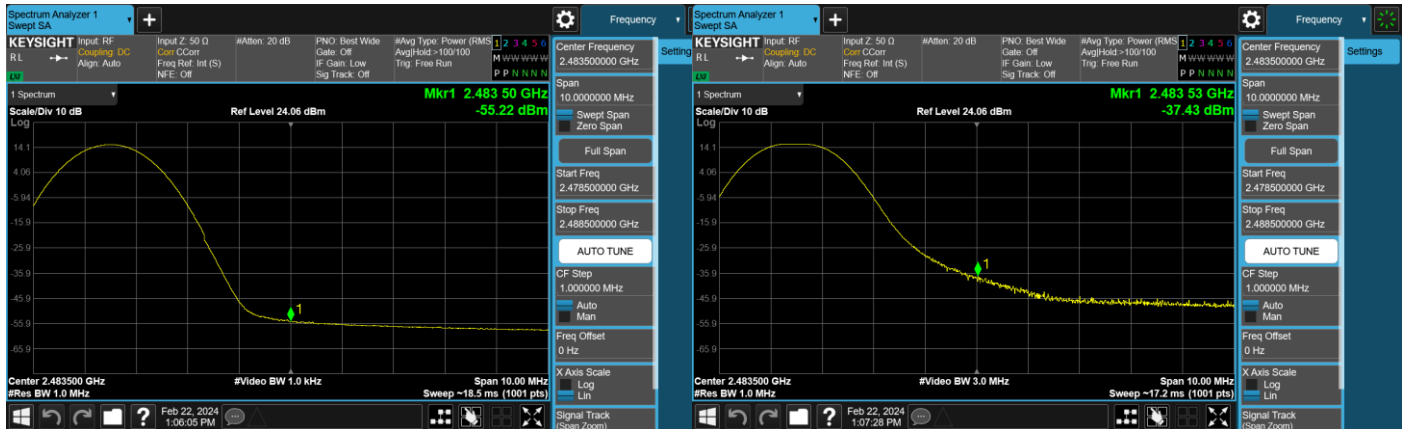 Spectrum Analyzer 1
Swept SA
Frequency
KEYSIGHT
RL
LXI
Input: RF
Coupling: DC
Align: Auto
Input Z: 50 Ω
Corr CCorr
Freq Ref: Int (S)
NFE: Off
#Atten: 20 dB
PNO: Best Wide
Gate: Off
IF Gain: Low
Sig Track: Off
#Avg Type: Power (RMS
Avg|Hold:>100/100
Trig: Free Run
1 2 3 4 5 6
M W W W W W
P P N N N N
1 Spectrum
Scale/Div 10 dB
Log
Ref Level 24.06 dBm
Mkr1 2.483 50 GHz
-55.22 dBm
14.1
4.06
-5.94
-15.9
-25.9
-35.9
-45.9
-55.9
-65.9
1
Center 2.483500 GHz
#Res BW 1.0 MHz
#Video BW 1.0 kHz
Span 10.00 MHz
Sweep ~18.5 ms (1001 pts)
Feb 22, 2024
1:06:05 PM
Center Frequency
2.483500000 GHz
Span
10.0000000 MHz
Swept Span
Zero Span
Full Span
Start Freq
2.478500000 GHz
Stop Freq
2.488500000 GHz
AUTO TUNE
CF Step
1.000000 MHz
Auto
Man
Freq Offset
0 Hz
X Axis Scale
Log
Lin
Signal Track
(Span Zoom)
Setting
Spectrum Analyzer 1
Swept SA
Frequency
KEYSIGHT
RL
LXI
Input: RF
Coupling: DC
Align: Auto
Input Z: 50 Ω
Corr CCorr
Freq Ref: Int (S)
NFE: Off
#Atten: 20 dB
PNO: Best Wide
Gate: Off
IF Gain: Low
Sig Track: Off
#Avg Type: Power (RMS
Avg|Hold:>100/100
Trig: Free Run
1 2 3 4 5 6
M W W W W W
P P N N N N
1 Spectrum
Scale/Div 10 dB
Log
Ref Level 24.06 dBm
Mkr1 2.483 53 GHz
-37.43 dBm
14.1
4.06
-5.94
-15.9
-25.9
-35.9
-45.9
-55.9
-65.9
1
Center 2.483500 GHz
#Res BW 1.0 MHz
#Video BW 3.0 MHz
Span 10.00 MHz
Sweep ~17.2 ms (1001 pts)
Feb 22, 2024
1:07:28 PM
Center Frequency
2.483500000 GHz
Span
10.0000000 MHz
Swept Span
Zero Span
Full Span
Start Freq
2.478500000 GHz
Stop Freq
2.488500000 GHz
AUTO TUNE
CF Step
1.000000 MHz
Auto
Man
Freq Offset
0 Hz
X Axis Scale
Log
Lin
Signal Track
(Span Zoom)
Settings